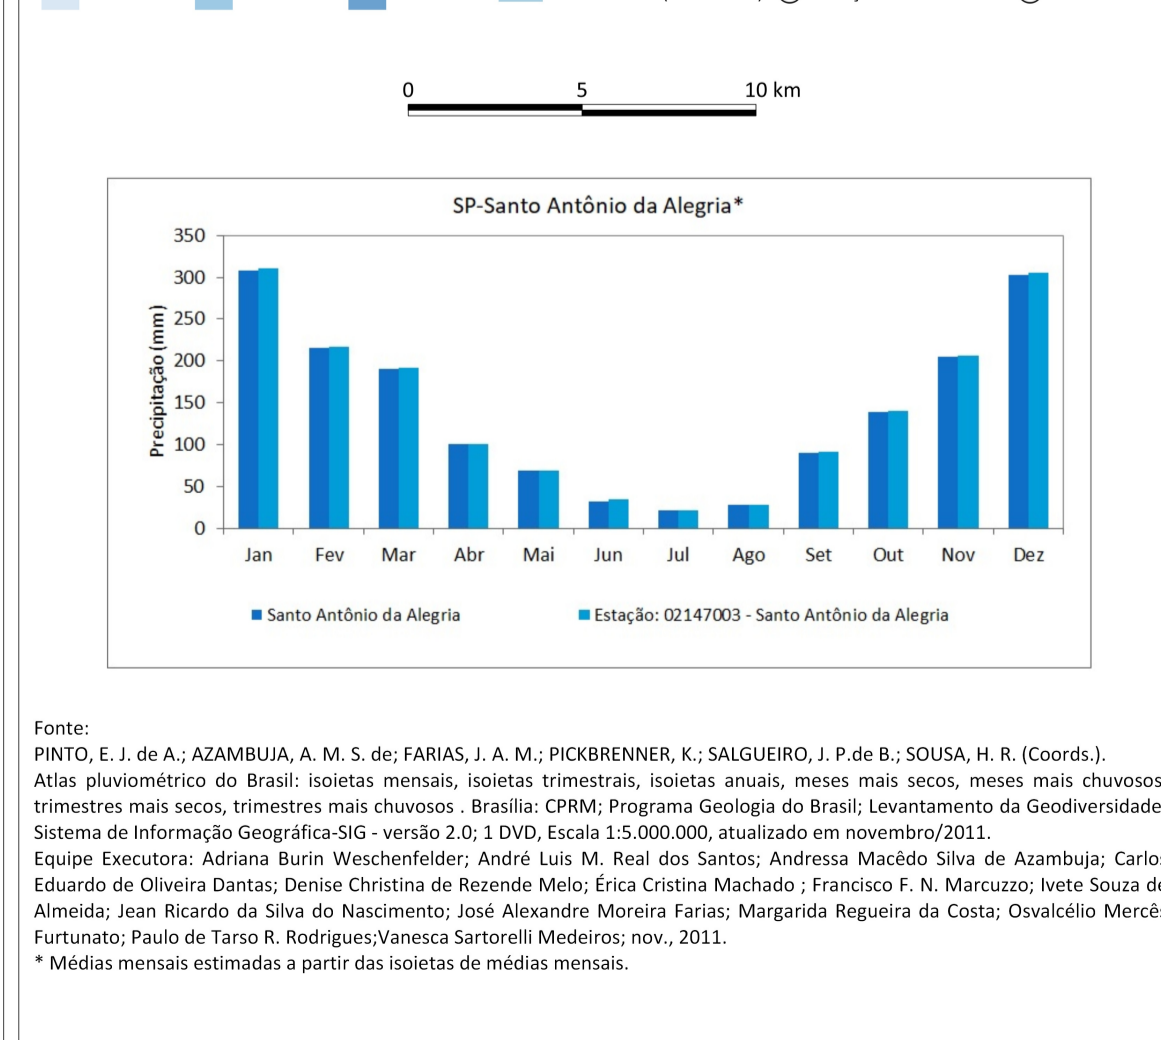 0 5 10 km
SP-Santo Antônio da Alegria*
Precipitação (mm)
350
300
250
200
150
100
50
0
Jan Fev Mar Abr Mai Jun Jul Ago Set Out Nov Dez
Santo Antônio da Alegria Estação: 02147003 - Santo Antônio da Alegria
Fonte:
PINTO, E. J. de A.; AZAMBUJA, A. M. S. de; FARIAS, J. A. M.; PICKBRENNER, K.; SALGUEIRO, J. P.de B.; SOUSA, H. R. (Coords.).
Atlas pluviométrico do Brasil: isoietas mensais, isoietas trimestrais, isoietas anuais, meses mais secos, meses mais chuvosos
trimestres mais secos, trimestres mais chuvosos . Brasília: CPRM; Programa Geologia do Brasil; Levantamento da Geodiversidade
Sistema de Informação Geográfica-SIG - versão 2.0; 1 DVD, Escala 1:5.000.000, atualizado em novembro/2011.
Equipe Executora: Adriana Burin Weschenfelder; André Luis M. Real dos Santos; Andressa Macêdo Silva de Azambuja; Carlo
Eduardo de Oliveira Dantas; Denise Christina de Rezende Melo; Érica Cristina Machado ; Francisco F. N. Marcuzzo; Ivete Souza de
Almeida; Jean Ricardo da Silva do Nascimento; José Alexandre Moreira Farias; Margarida Regueira da Costa; Osvalcélio Mercê
Furtunato; Paulo de Tarso R. Rodrigues;Vanesca Sartorelli Medeiros; nov., 2011.
* Médias mensais estimadas a partir das isoietas de médias mensais.